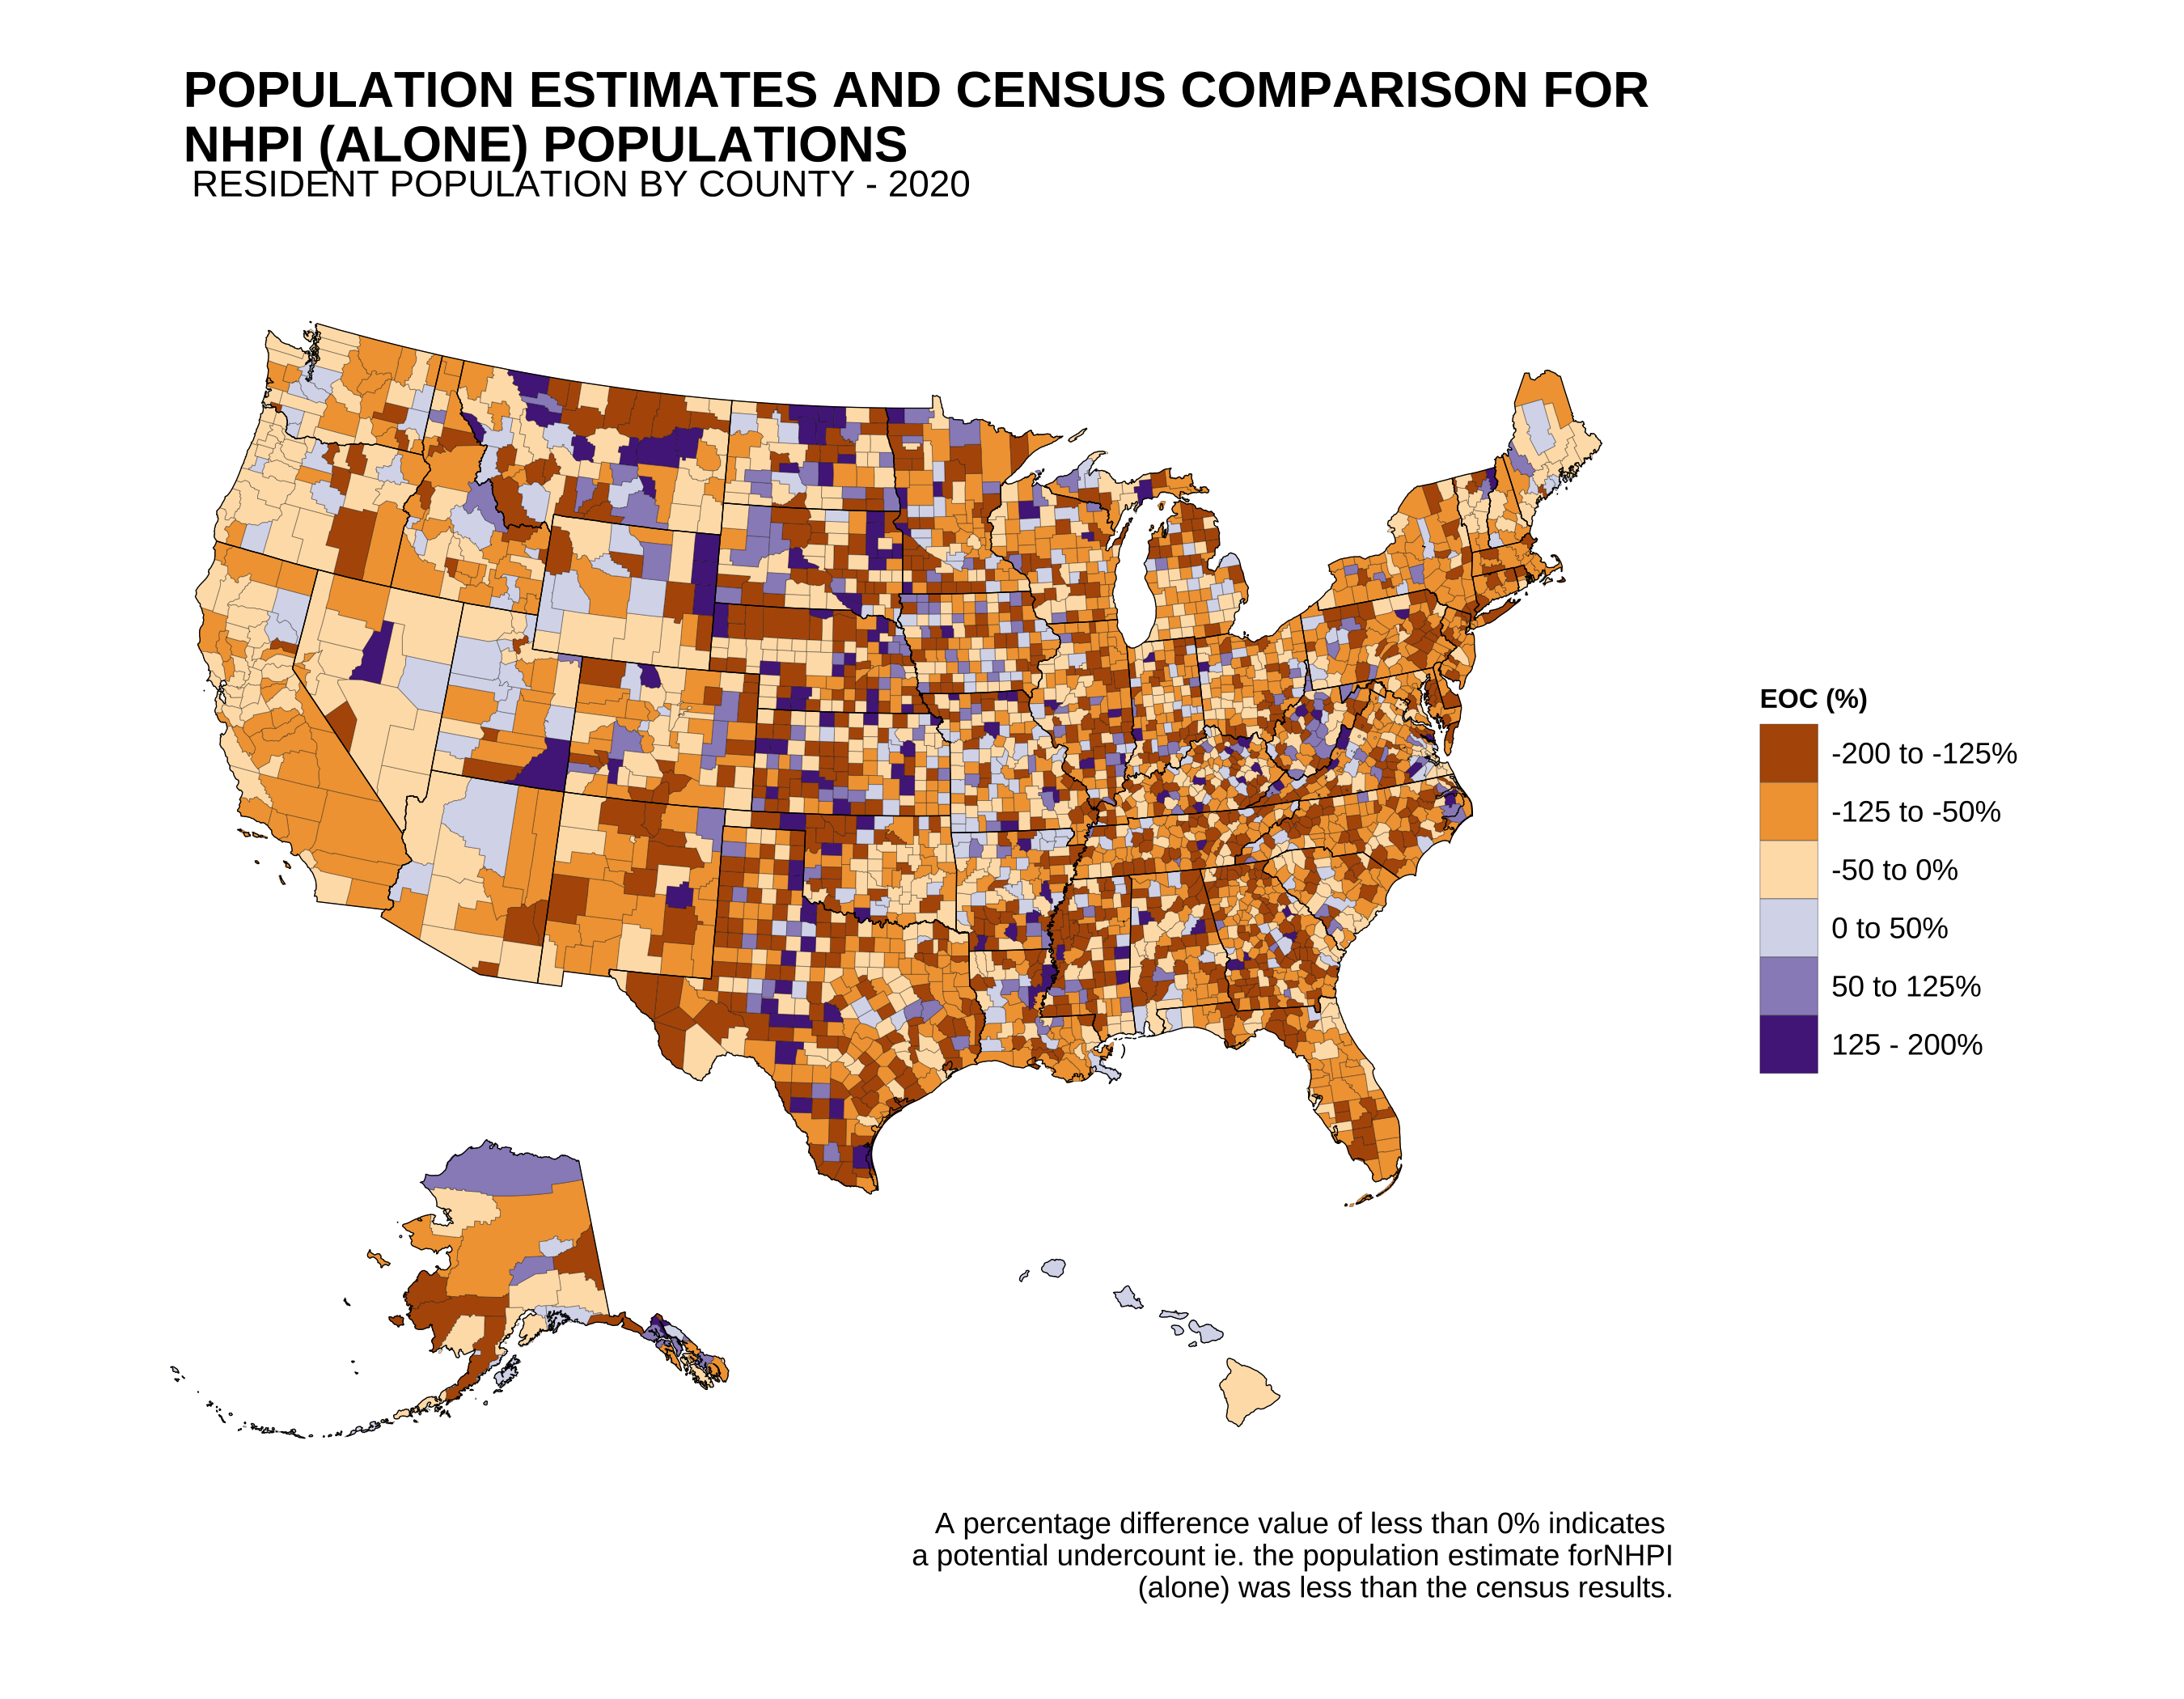 POPULATION ESTIMATES AND CENSUS COMPARISON FOR
NHPI (ALONE) POPULATIONS
RESIDENT POPULATION BY COUNTY - 2020
EOC (%)
-200 to -125%
-125 to -50%
-50 to 0%
0 to 50%
50 to 125%
125 - 200%
A percentage difference value of less than 0% indicates
a potential undercount ie. the population estimate forNHPI
(alone) was less than the census results.